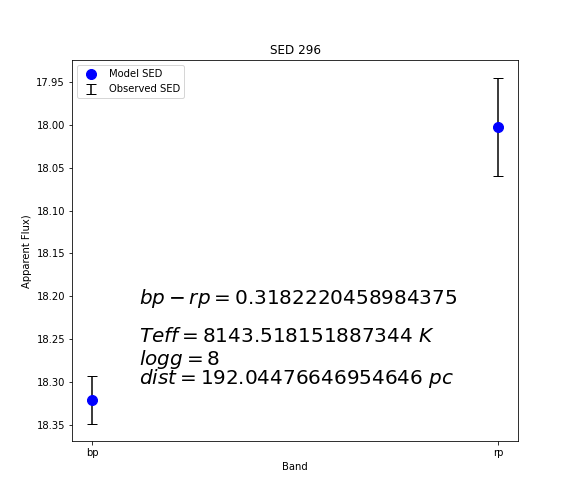 SED 296
Model SED
Observed SED
17.95
18.00
18.05
18.10
18.15
18.20
18.25
18.30
18.35
Apparent Flux)
bp − rp = 0.3182220458984375
Teff = 8143.518151887344 K
logg = 8
dist = 192.04476646954646 pc
bp
rp
Band